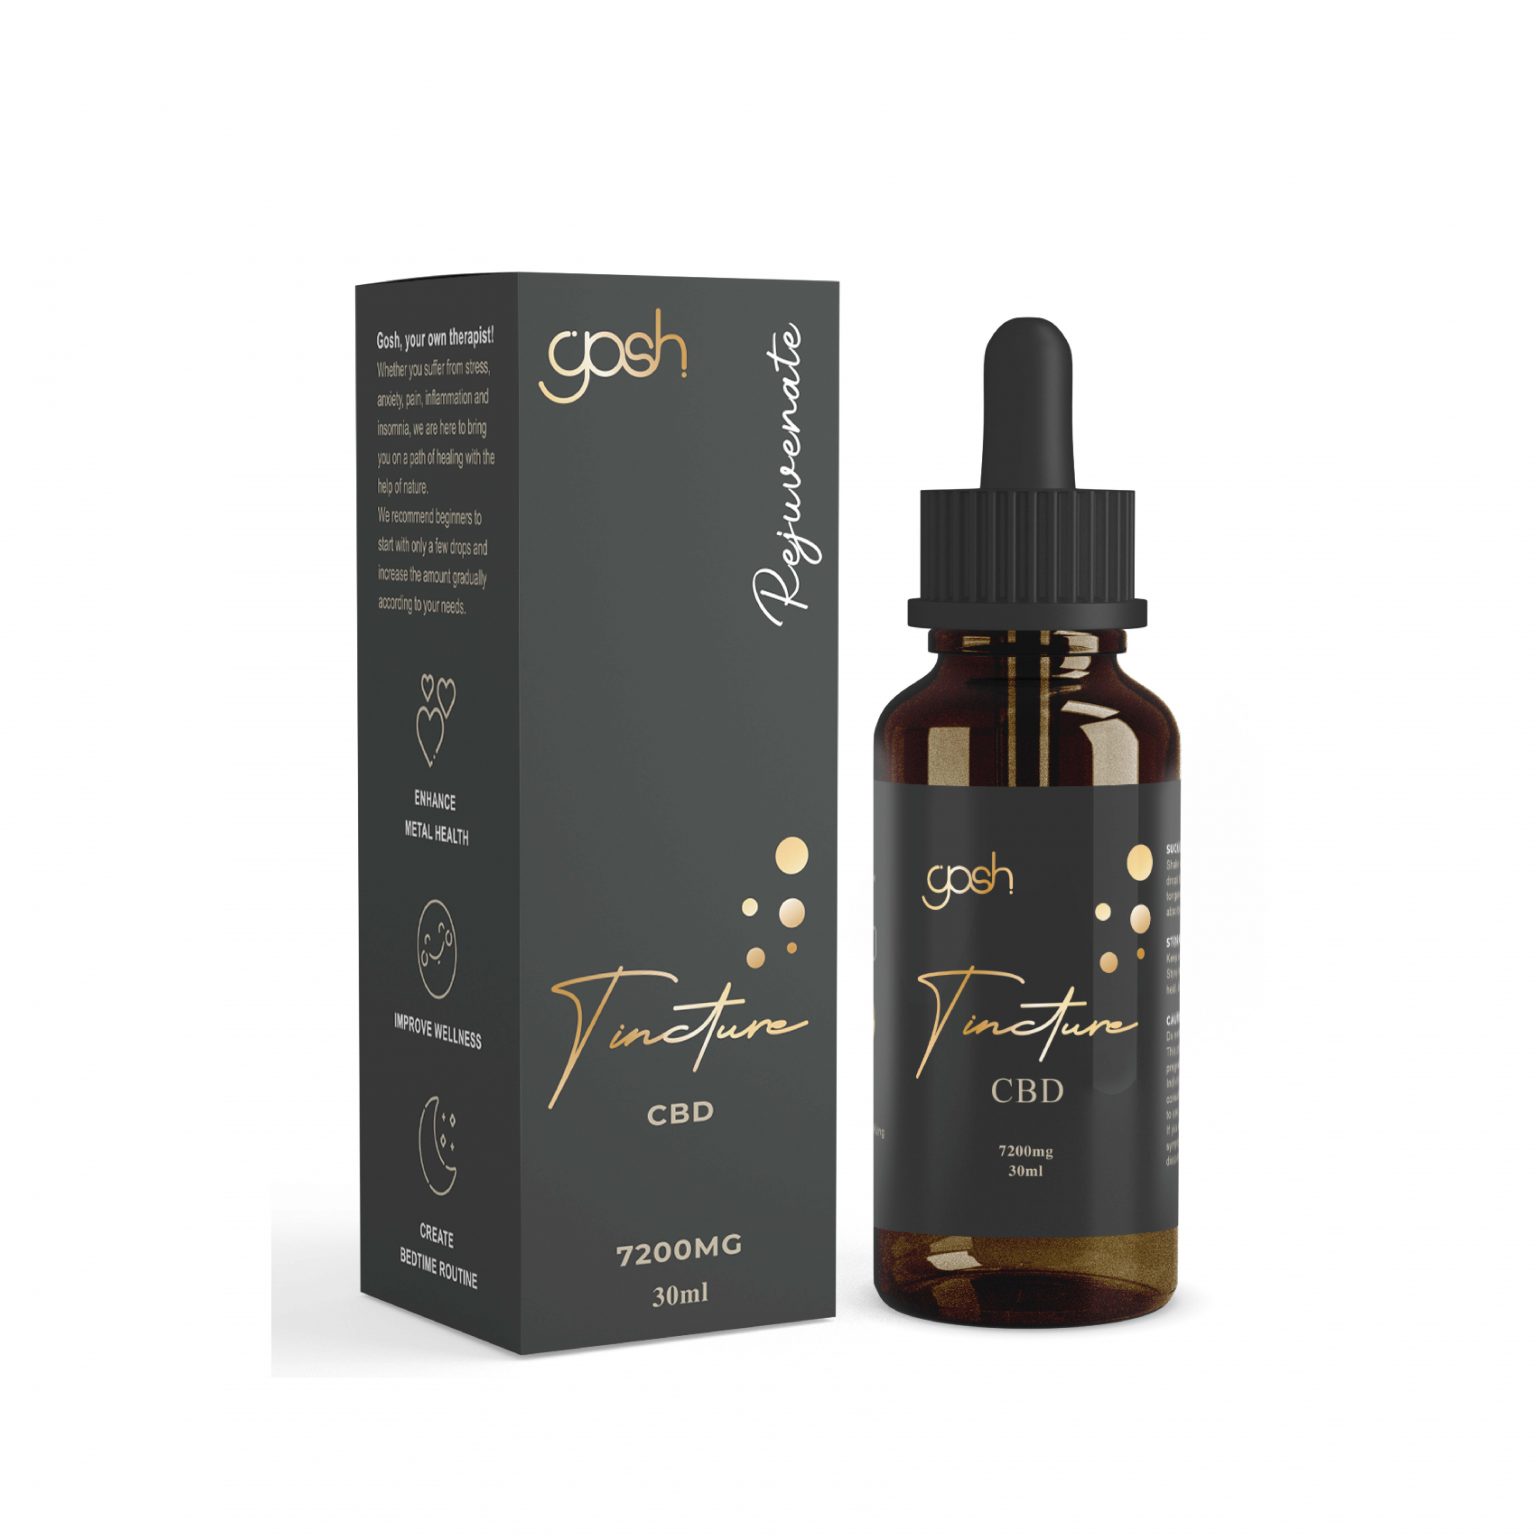 Gosh, your own therapist!
Whether you suffer from stress,
anxiety, pain, inflammation and
insomnia, we are here to bring
you on a path of healing with the
help of nature.
We recommend beginners to
start with only a few drops and
increase the amount gradually
according to your needs.
ENHANCE
METAL HEALTH
IMPROVE WELLNESS
CREATE
BEDTIME ROUTINE
gosh
Rejuvenate
Tincture
CBD
7200MG
30ml
gosh
Tincture
CBD
7200mg
30ml